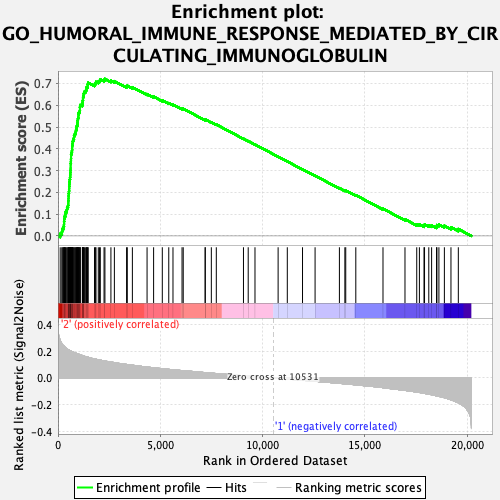 Enrichment plot:
GO_HUMORAL_IMMUNE_RESPONSE_MEDIATED_BY_CIR
CULATING_IMMUNOGLOBULIN
Enrichment score (ES)
0.7
0.6
0.5
0.4
0.3
0.2
0.1
0.0
Ranked list metric (Signal2Noise)
0.4
0.2
0.0
-0.2
-0.4
'2' (positively correlated)
Zero cross at 10531
'1' (negatively correlated)
0
5,000
10,000
15,000
20,000
Rank in Ordered Dataset
Enrichment profile
Hits
Ranking metric scores